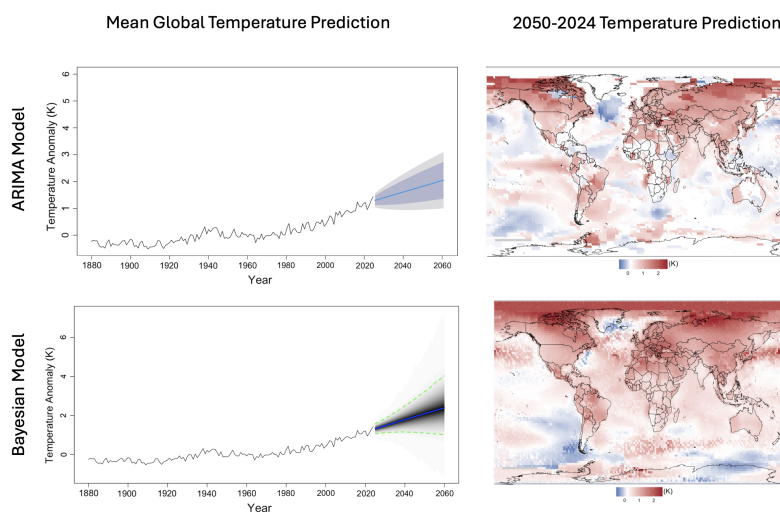 Mean Global Temperature Prediction
2050-2024 Temperature Prediction
ARIMA Model
Temperature Anomaly (K)
6
5
4
3
2
1
0
1880 1900 1920 1940 1960 1980 2000 2020 2040 2060
Year
0 1 2 (K)
Bayesian Model
Temperature Anomaly (K)
6
4
2
0
1880 1900 1920 1940 1960 1980 2000 2020 2040 2060
Year
0 1 2 (K)